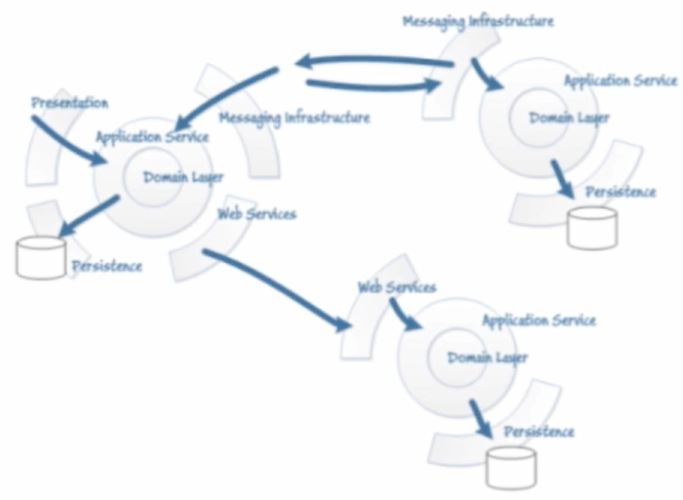 Messaging Infrastructure
Application Service
Presentation
Messaging Infrastructure
Domain Layer
Application Service
Domain Layer
Persistence
Web Services
Persistence
Web Services
Application Service
Domain Layer
Persistence